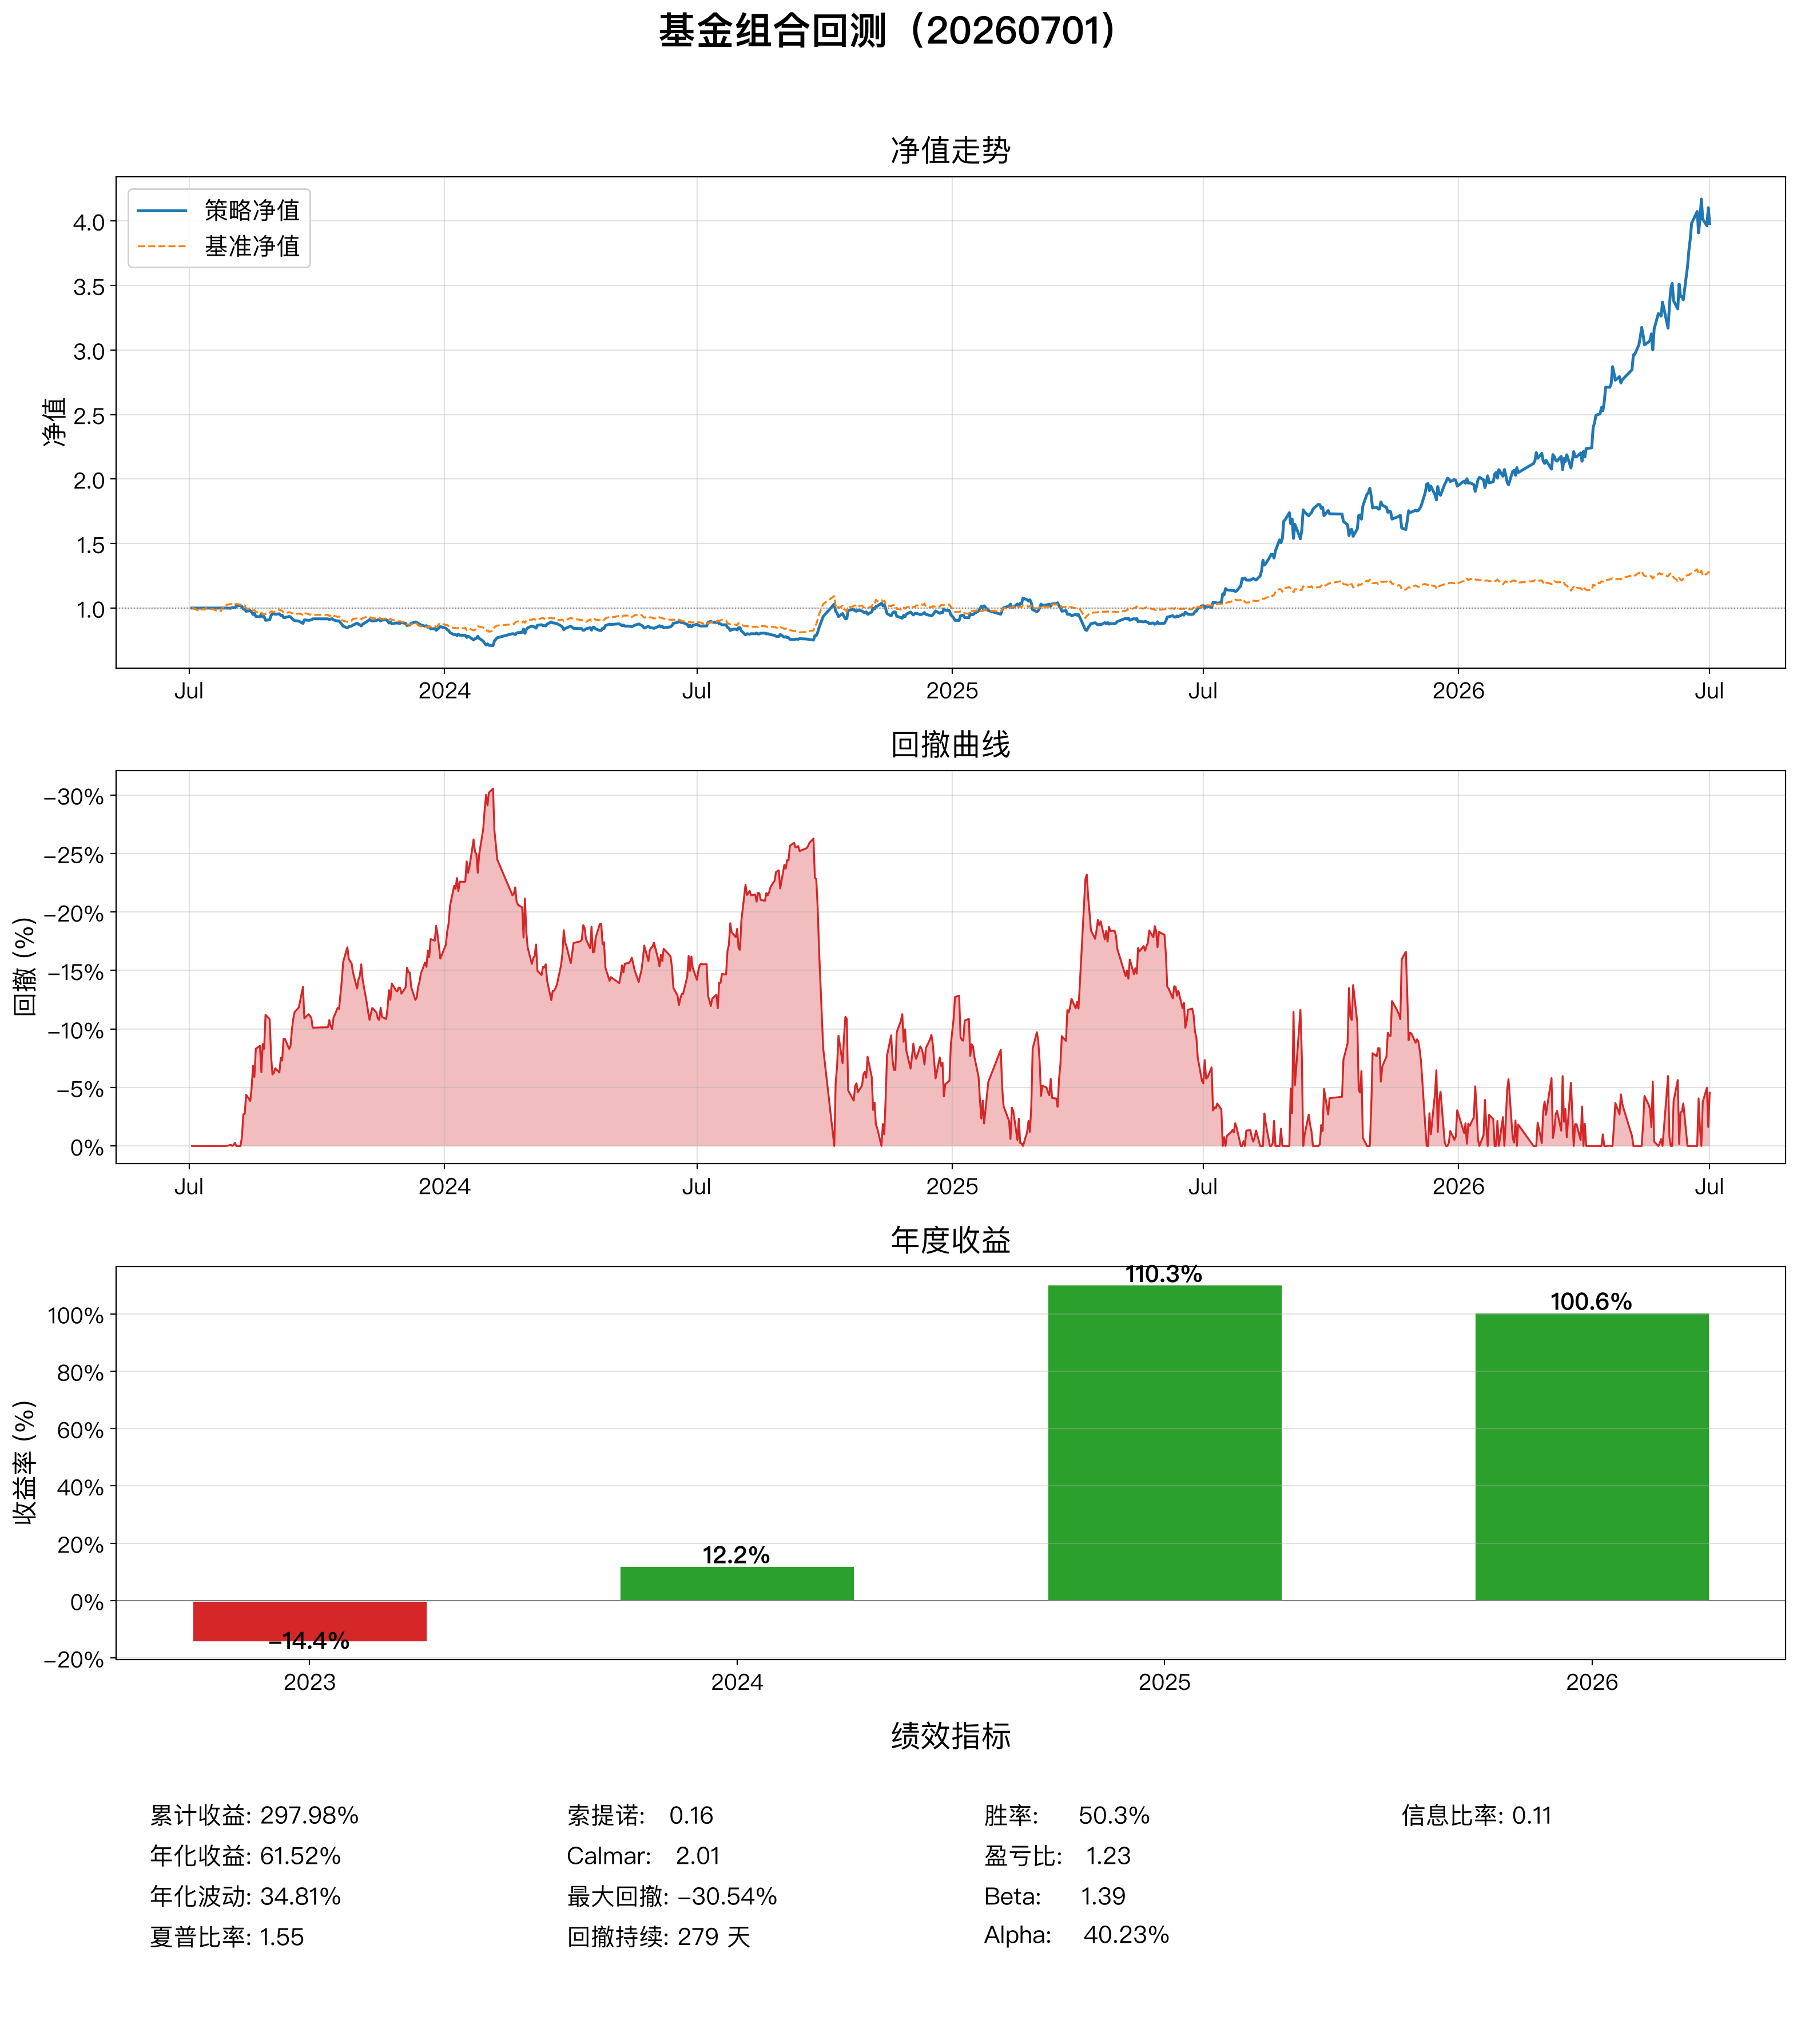 基金组合回测（20260701）
净值走势
策略净值
基准净值
净值
4.0
3.5
3.0
2.5
2.0
1.5
1.0
Jul 2024 Jul 2025 Jul 2026 Jul
回撤曲线
回撤 (%)
−30%
−25%
−20%
−15%
−10%
−5%
0%
Jul 2024 Jul 2025 Jul 2026 Jul
年度收益
收益率 (%)
100%
80%
60%
40%
20%
0%
−20%
−14.4%
12.2%
110.3%
100.6%
2023 2024 2025 2026
绩效指标
累计收益: 297.98%
年化收益: 61.52%
年化波动: 34.81%
夏普比率: 1.55
索提诺: 0.16
Calmar: 2.01
最大回撤: −30.54%
回撤持续: 279 天
胜率: 50.3%
盈亏比: 1.23
Beta: 1.39
Alpha: 40.23%
信息比率: 0.11